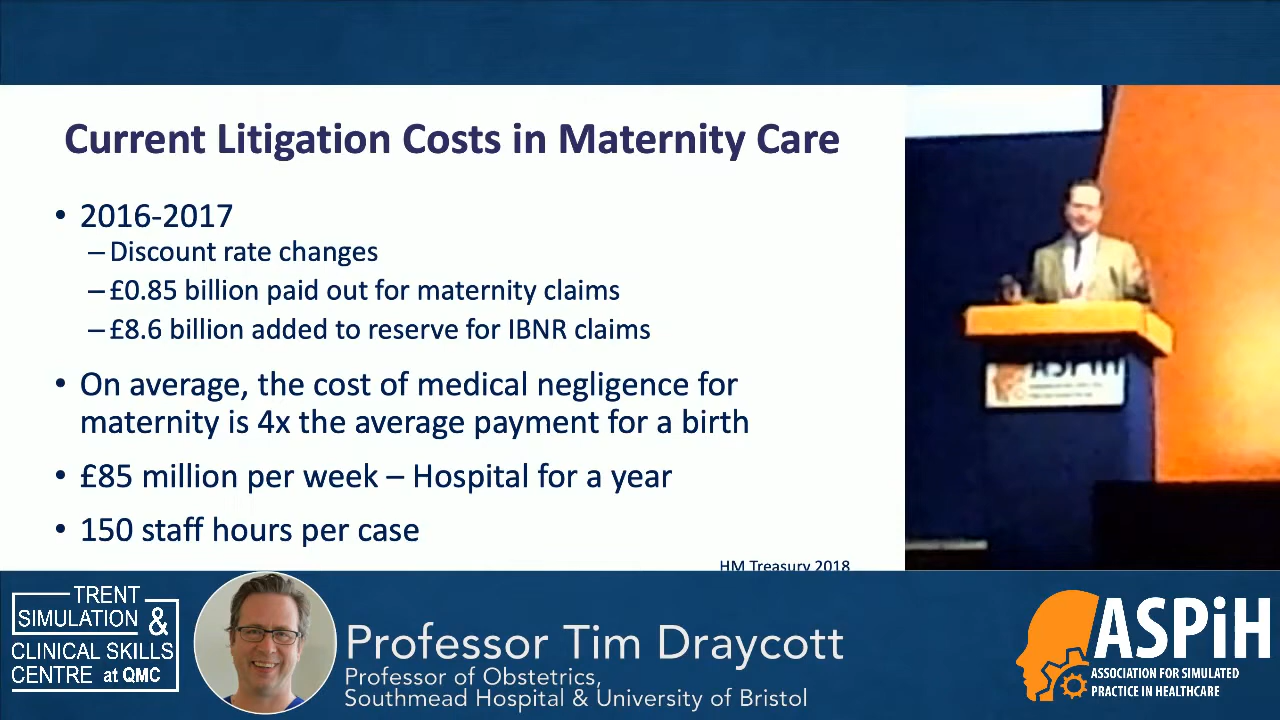 Current Litigation Costs in Maternity Care
• 2016-2017
– Discount rate changes
– £0.85 billion paid out for maternity claims
– £8.6 billion added to reserve for IBNR claims
• On average, the cost of medical negligence for
maternity is 4x the average payment for a birth
• £85 million per week – Hospital for a year
• 150 staff hours per case
HM Treasury 2018
ASPiH
TRENT
SIMULATION &
CLINICAL SKILLS
CENTRE at QMC
Professor Tim Draycott
Professor of Obstetrics,
Southmead Hospital & University of Bristol
ASPiH
ASSOCIATION FOR SIMULATED
PRACTICE IN HEALTHCARE